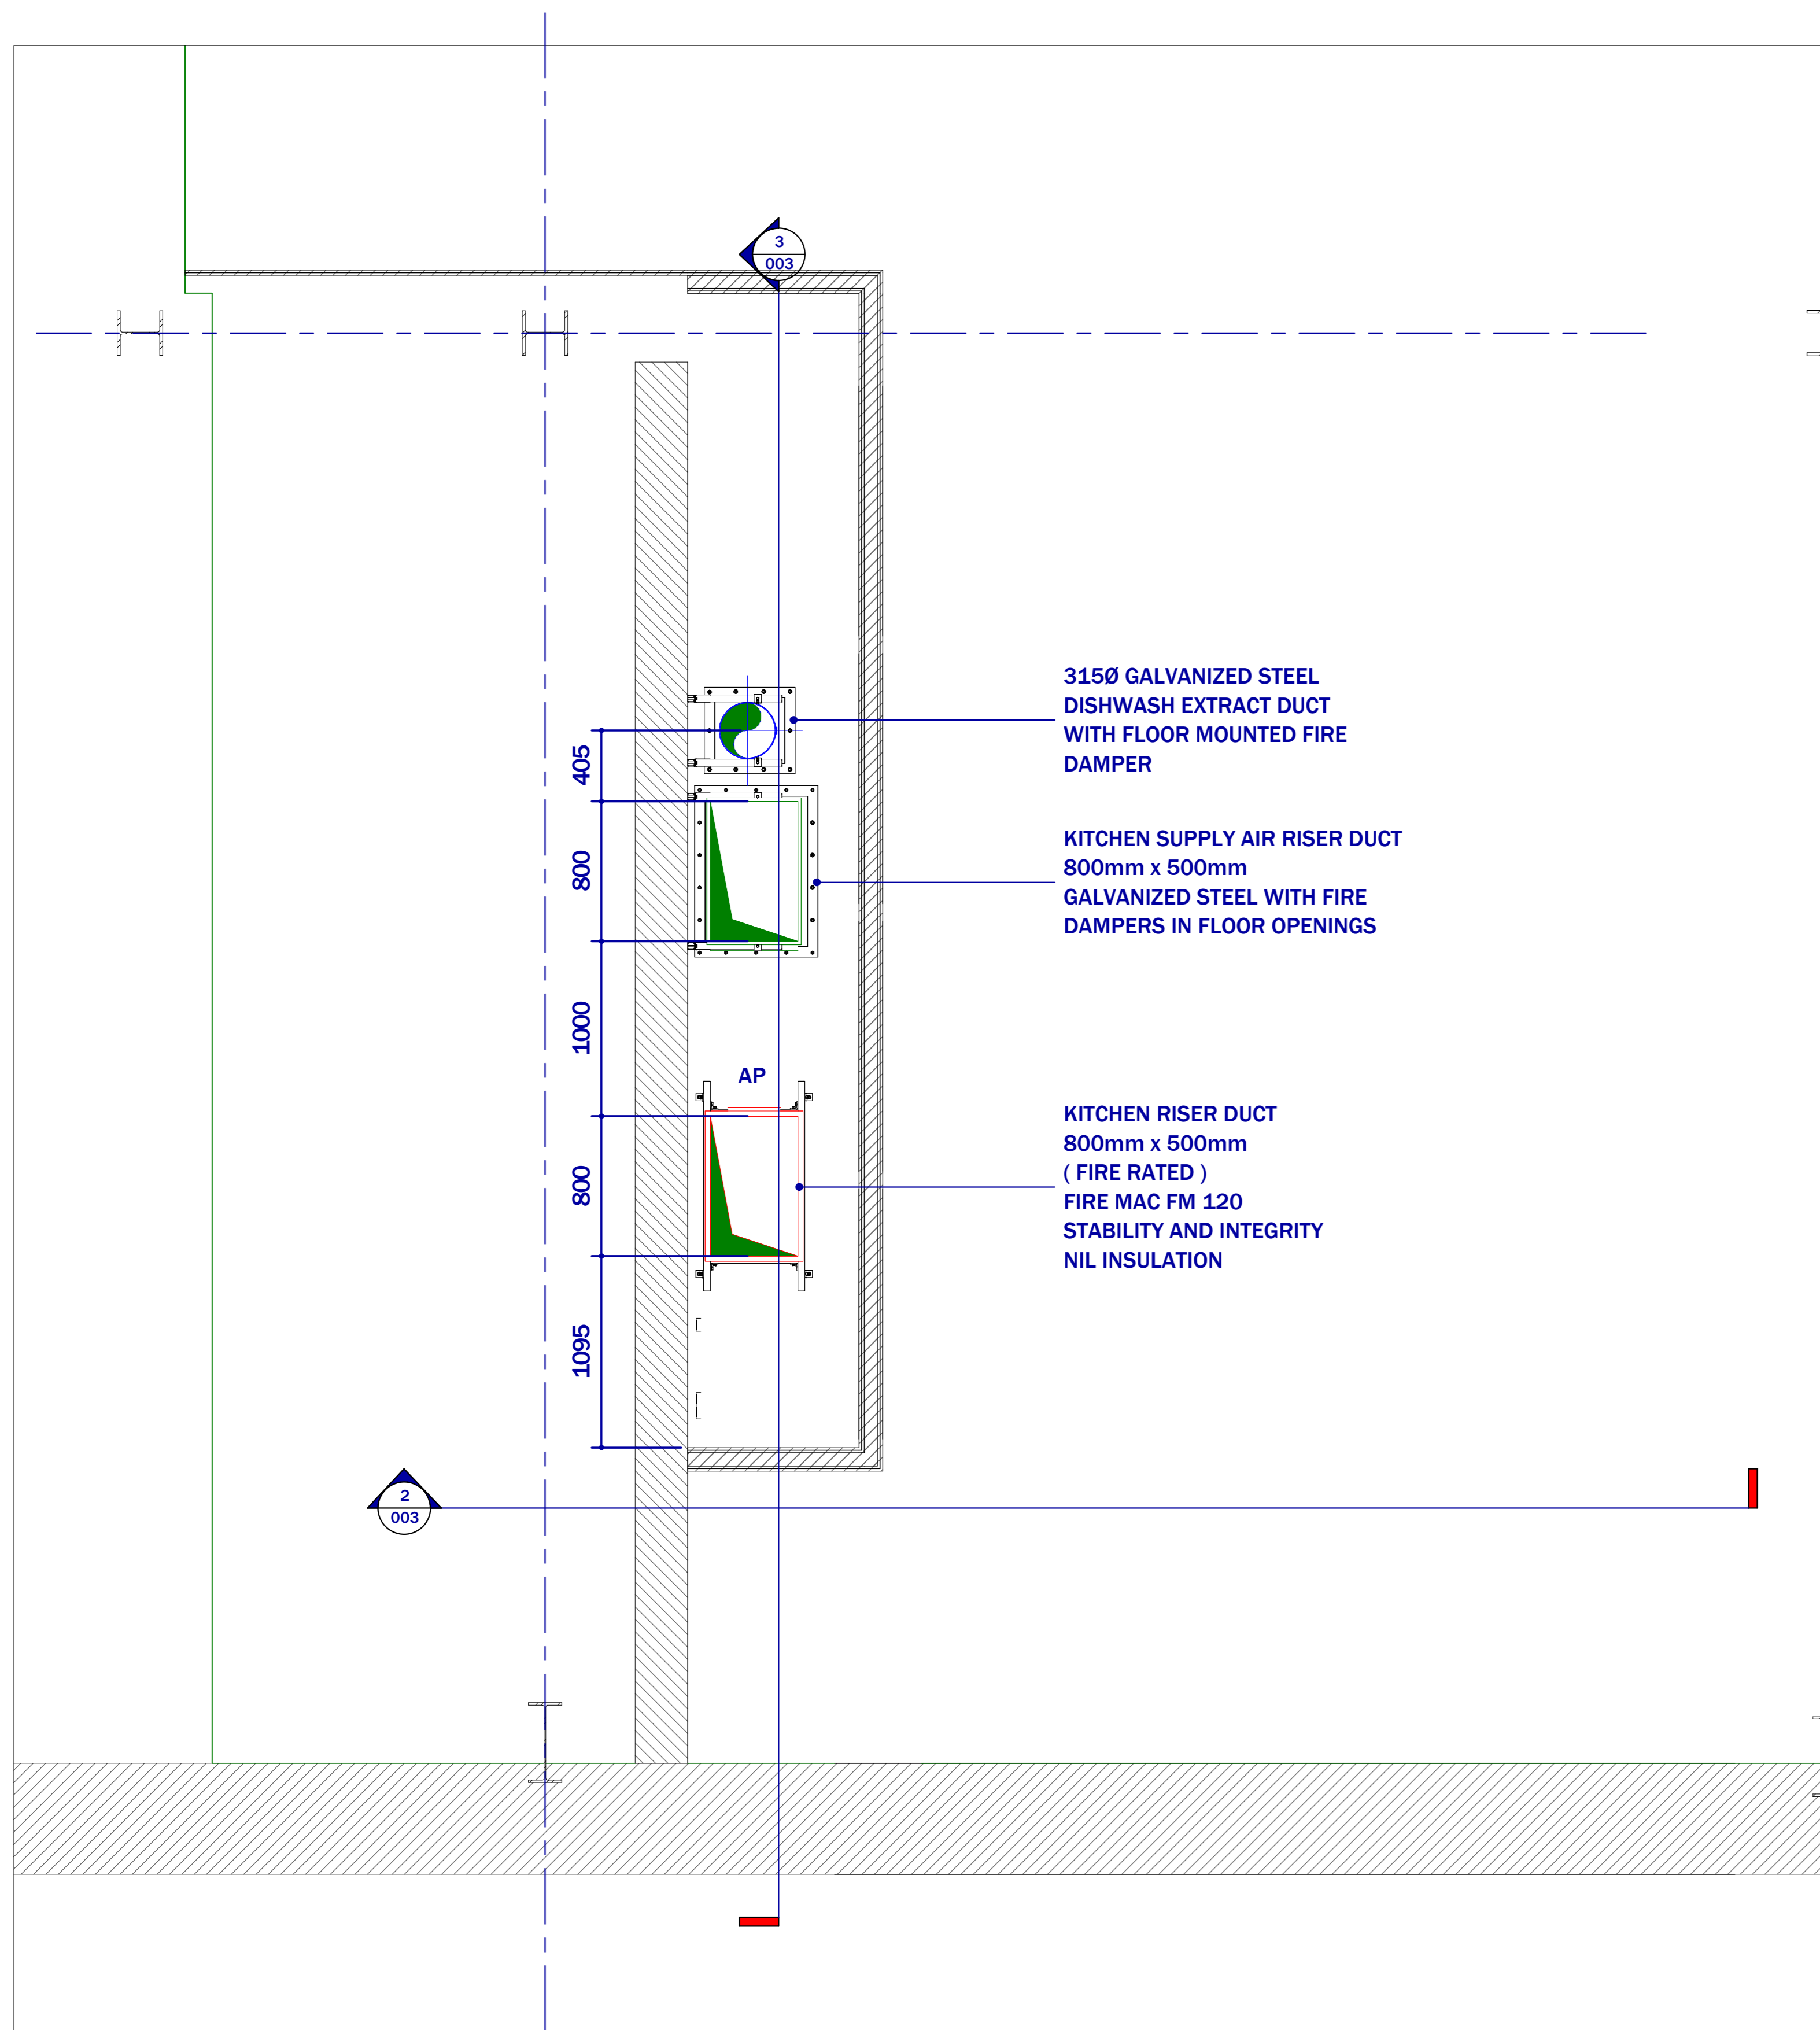 3
003
315Ø GALVANIZED STEEL
DISHWASH EXTRACT DUCT
WITH FLOOR MOUNTED FIRE
DAMPER
405
KITCHEN SUPPLY AIR RISER DUCT
800mm x 500mm
GALVANIZED STEEL WITH FIRE
DAMPERS IN FLOOR OPENINGS
800
1000
AP
KITCHEN RISER DUCT
800mm x 500mm
( FIRE RATED )
FIRE MAC FM 120
STABILITY AND INTEGRITY
NIL INSULATION
800
1095
2
003